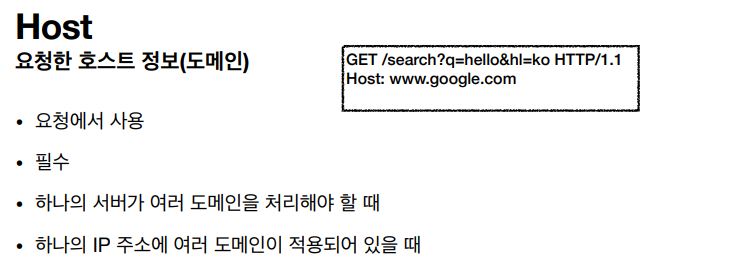 Host
요청한 호스트 정보(도메인)
GET /search?q=hello&hl=ko HTTP/1.1
Host: www.google.com
• 요청에서 사용
• 필수
• 하나의 서버가 여러 도메인을 처리해야 할 때
• 하나의 IP 주소에 여러 도메인이 적용되어 있을 때